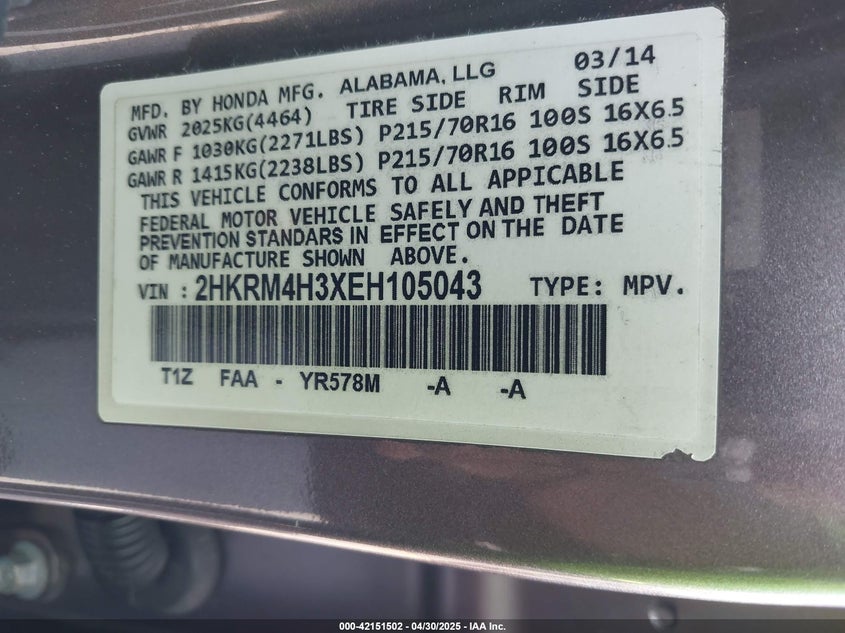 MFD. BY HONDA MFG. ALABAMA, LLG 03/14
GVWR 2025KG(4464) TIRE SIDE RIM SIDE
GAWR F 1030KG(2271LBS) P215/70R16 100S 16X6.5
GAWR R 1415KG(2238LBS) P215/70R16 100S 16X6.5
THIS VEHICLE CONFORMS TO ALL APPICABLE
FEDERAL MOTOR VEHICLE SAFELY AND THEFT
PREVENTION STANDARS IN EFFECT ON THE DATE
OF MANUFACTURE SHOWN ABOVE.
VIN : 2HKRM4H3XEH105043 TYPE: MPV.
T1Z FAA - YR578M -A -A
000-42151502 - 04/30/2025 - IAA Inc.